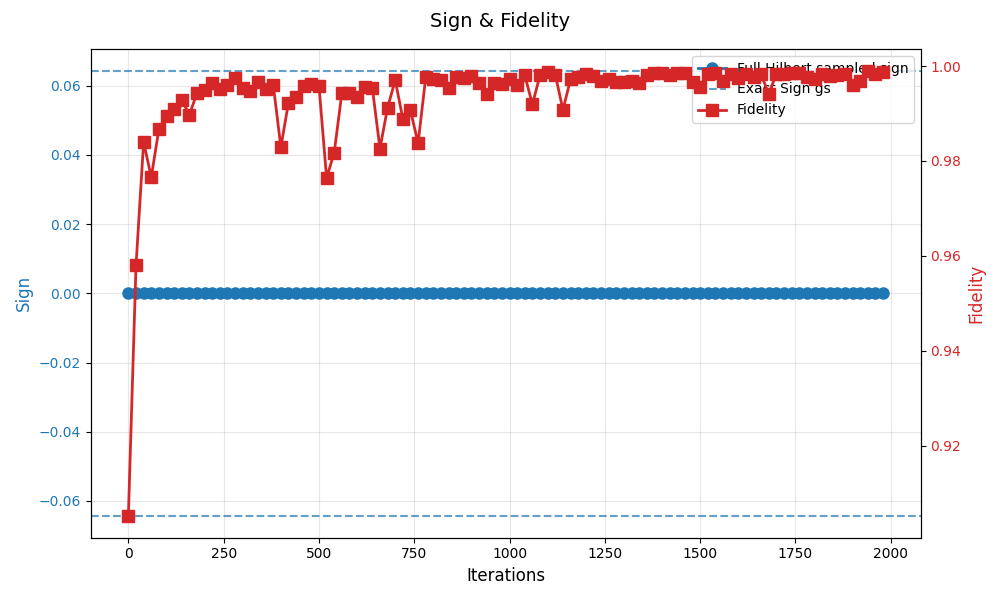 Sign & Fidelity
Full Hilbert sampled sign
Exact Sign gs
Fidelity
0.06
0.04
0.02
0.00
−0.02
−0.04
−0.06
Sign
1.00
0.98
0.96
0.94
0.92
Fidelity
0 250 500 750 1000 1250 1500 1750 2000
Iterations